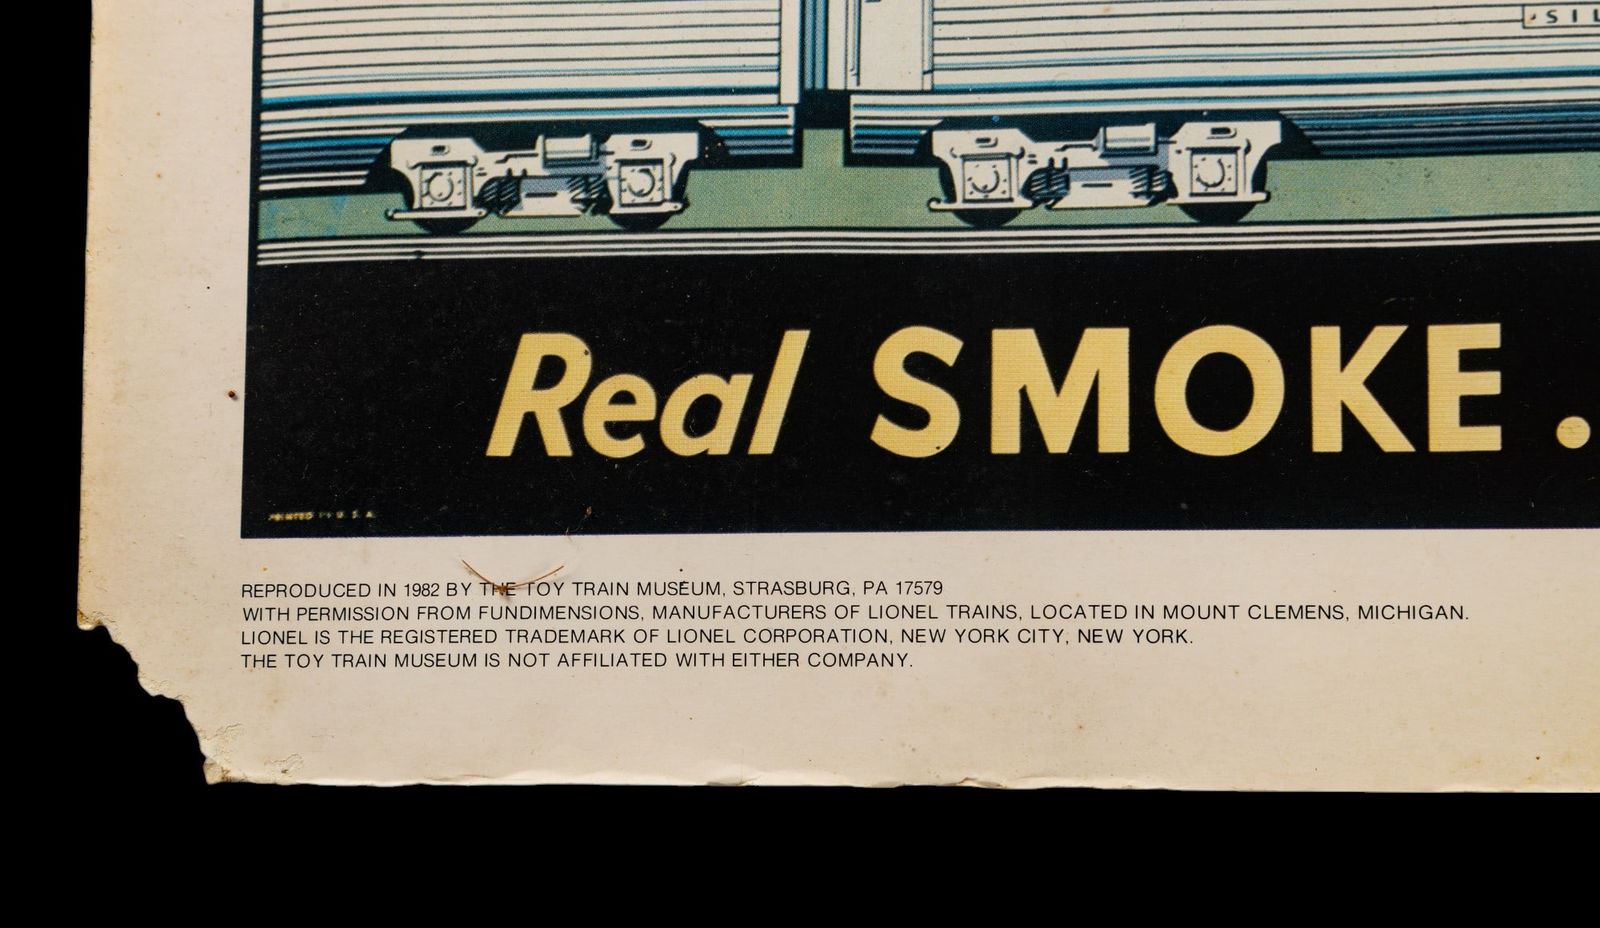 SIL
Real SMOKE .
PRINTED IN U. S. A.
REPRODUCED IN 1982 BY THE TOY TRAIN MUSEUM, STRASBURG, PA 17579
WITH PERMISSION FROM FUNDIMENSIONS, MANUFACTURERS OF LIONEL TRAINS, LOCATED IN MOUNT CLEMENS, MICHIGAN.
LIONEL IS THE REGISTERED TRADEMARK OF LIONEL CORPORATION, NEW YORK CITY, NEW YORK.
THE TOY TRAIN MUSEUM IS NOT AFFILIATED WITH EITHER COMPANY.